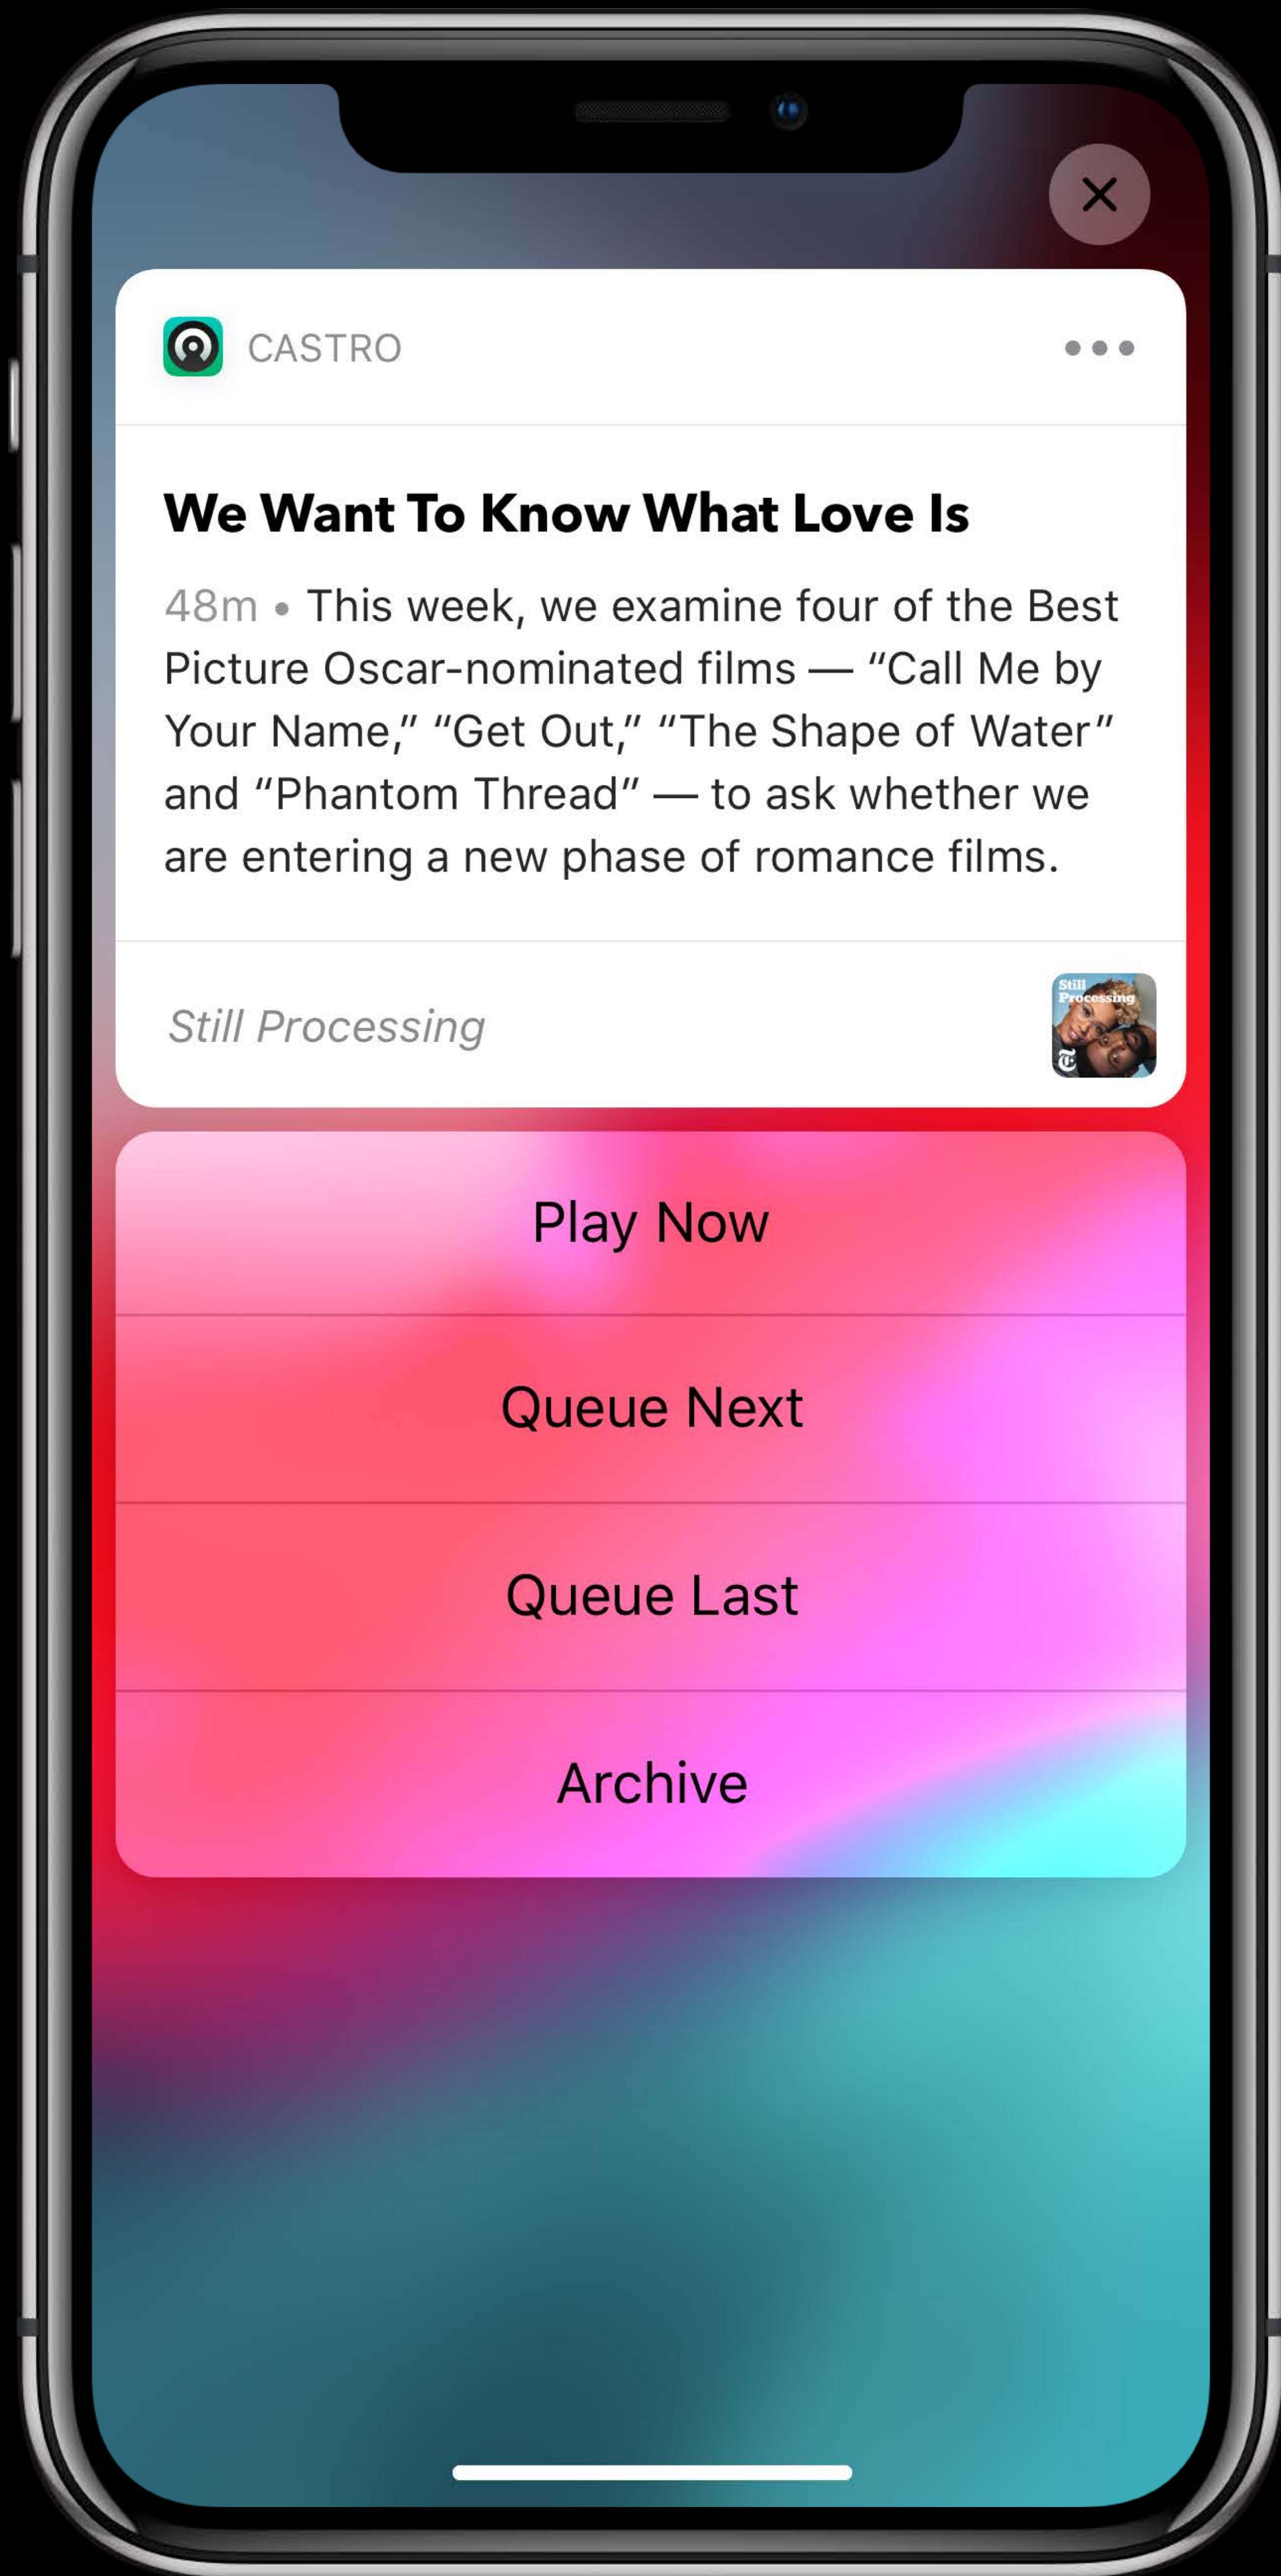 CASTRO
We Want To Know What Love Is
48m • This week, we examine four of the Best
Picture Oscar-nominated films — “Call Me by
Your Name,” “Get Out,” “The Shape of Water”
and “Phantom Thread” — to ask whether we
are entering a new phase of romance films.
Still Processing
Still
Processing
T
Play Now
Queue Next
Queue Last
Archive